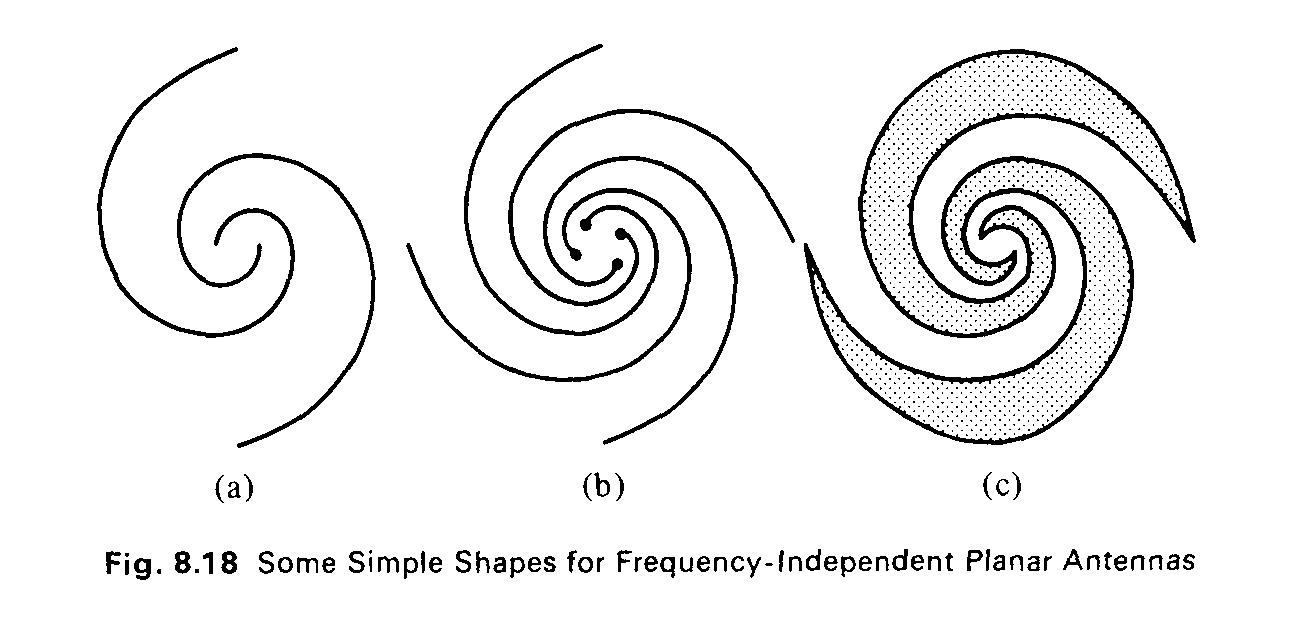 (a) (b) (c)
Fig. 8.18 Some Simple Shapes for Frequency-Independent Planar Antennas